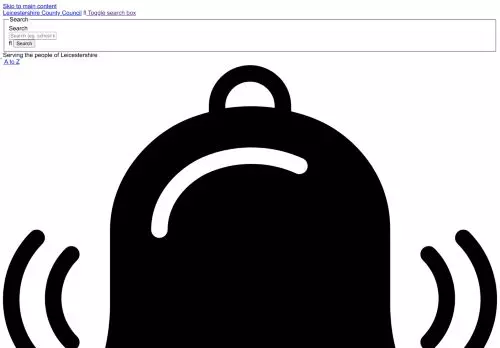 Skip to main content
Leicestershire County Council fl Toggle search box
Search
Search
Search (eg. school t
fl Search
Serving the people of Leicestershire
A to Z